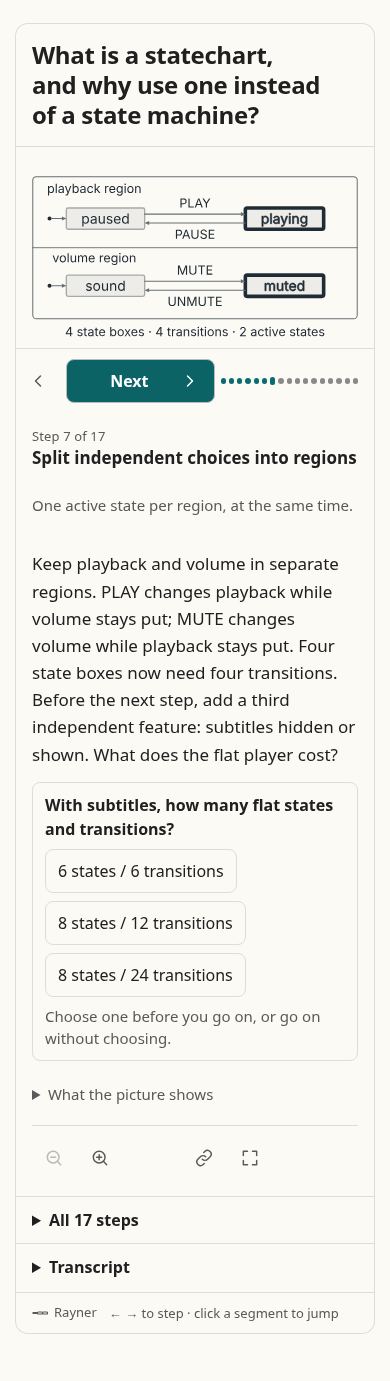 What is a statechart,
and why use one instead
of a state machine?
playback region
paused
PLAY
PAUSE
playing
volume region
sound
MUTE
UNMUTE
muted
4 state boxes · 4 transitions · 2 active states
Next
Step 7 of 17
Split independent choices into regions
One active state per region, at the same time.
Keep playback and volume in separate
regions. PLAY changes playback while
volume stays put; MUTE changes
volume while playback stays put. Four
state boxes now need four transitions.
Before the next step, add a third
independent feature: subtitles hidden or
shown. What does the flat player cost?
With subtitles, how many flat states
and transitions?
6 states / 6 transitions
8 states / 12 transitions
8 states / 24 transitions
Choose one before you go on, or go on
without choosing.
What the picture shows
All 17 steps
Transcript
Rayner ← → to step · click a segment to jump